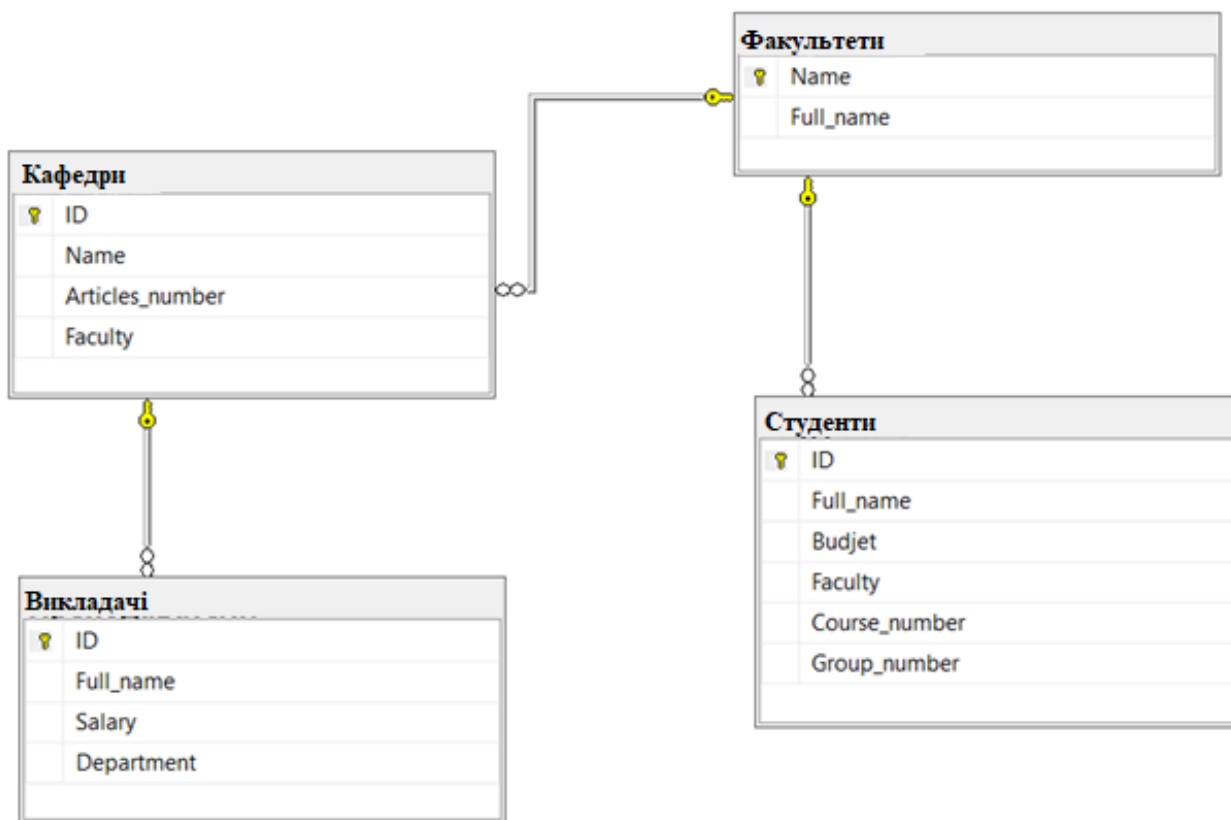 Факультети
Name
Full_name
Кафедри
ID
Name
Articles_number
Faculty
Студенти
ID
Full_name
Budjet
Faculty
Course_number
Group_number
Викладачі
ID
Full_name
Salary
Department